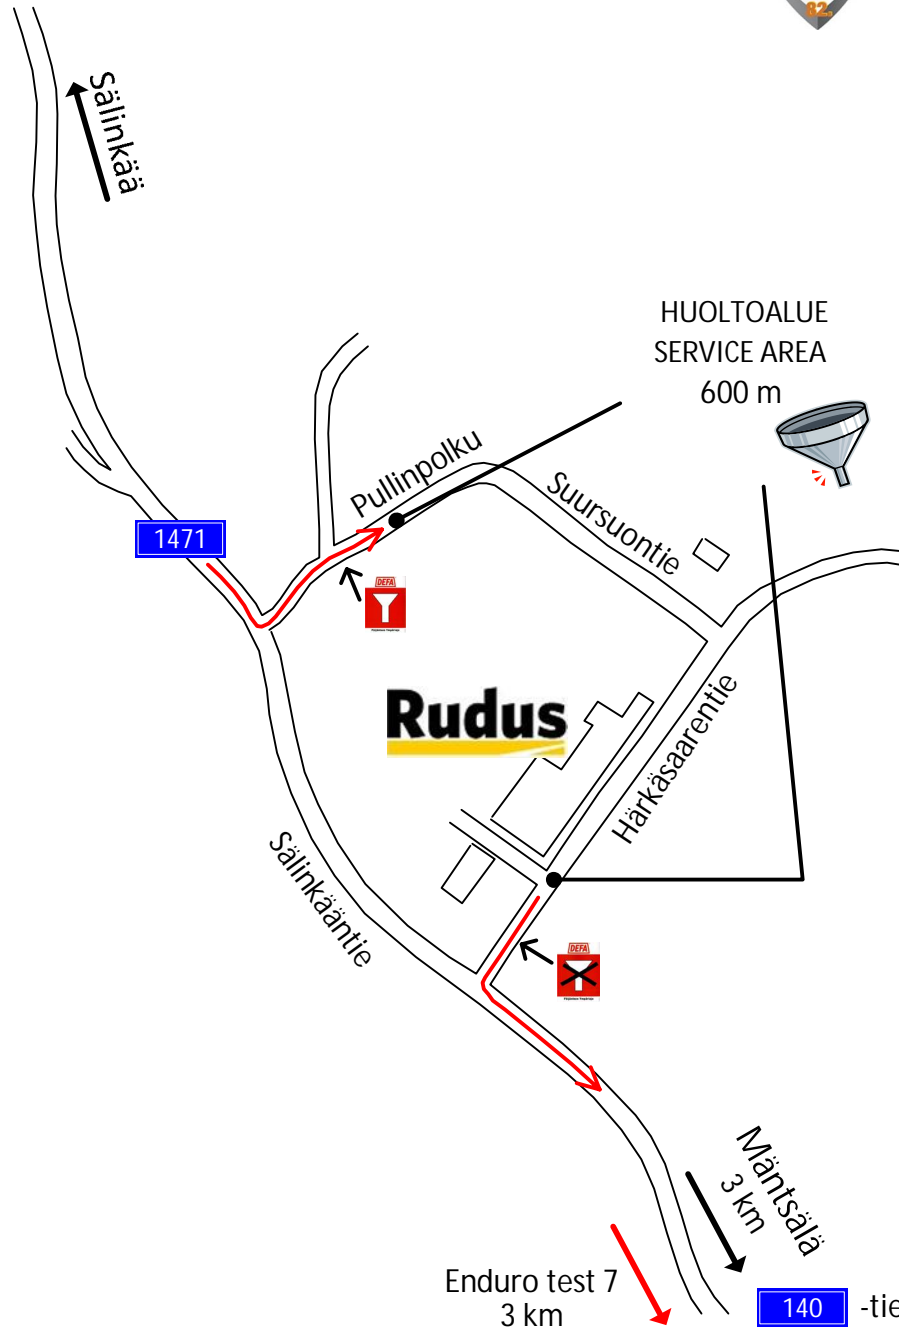 82.
Sälinkää
HUOLTOALUE
SERVICE AREA
600 m
Pullinpolku
Suursuontie
1471
DEFA
Rudus
Härkäsaarentie
Sälinkääntie
DEFA
Mäntsälä
3 km
Enduro test 7
3 km
140 -tie